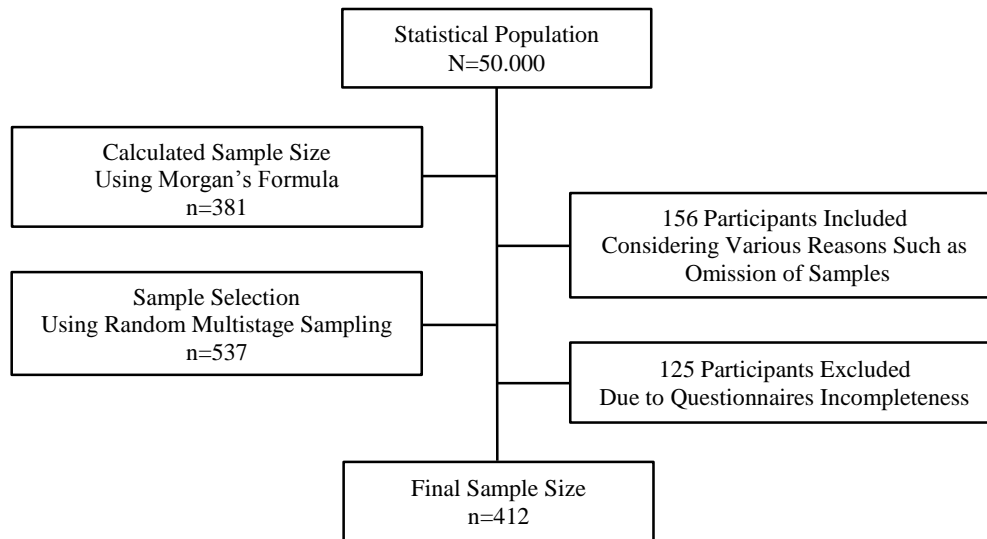 Statistical Population
N=50.000
Calculated Sample Size
Using Morgan’s Formula
n=381
156 Participants Included
Considering Various Reasons Such as
Omission of Samples
Sample Selection
Using Random Multistage Sampling
n=537
125 Participants Excluded
Due to Questionnaires Incompleteness
Final Sample Size
n=412